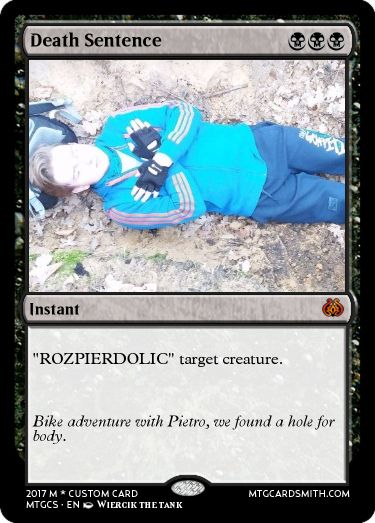 Death Sentence
Instant
"ROZPIERDOLIC" target creature.
Bike adventure with Pietro, we found a hole for
body.
2017 M * CUSTOM CARD
MTGCS · EN Wiercik the tank
MTGCARDSMITH.COM